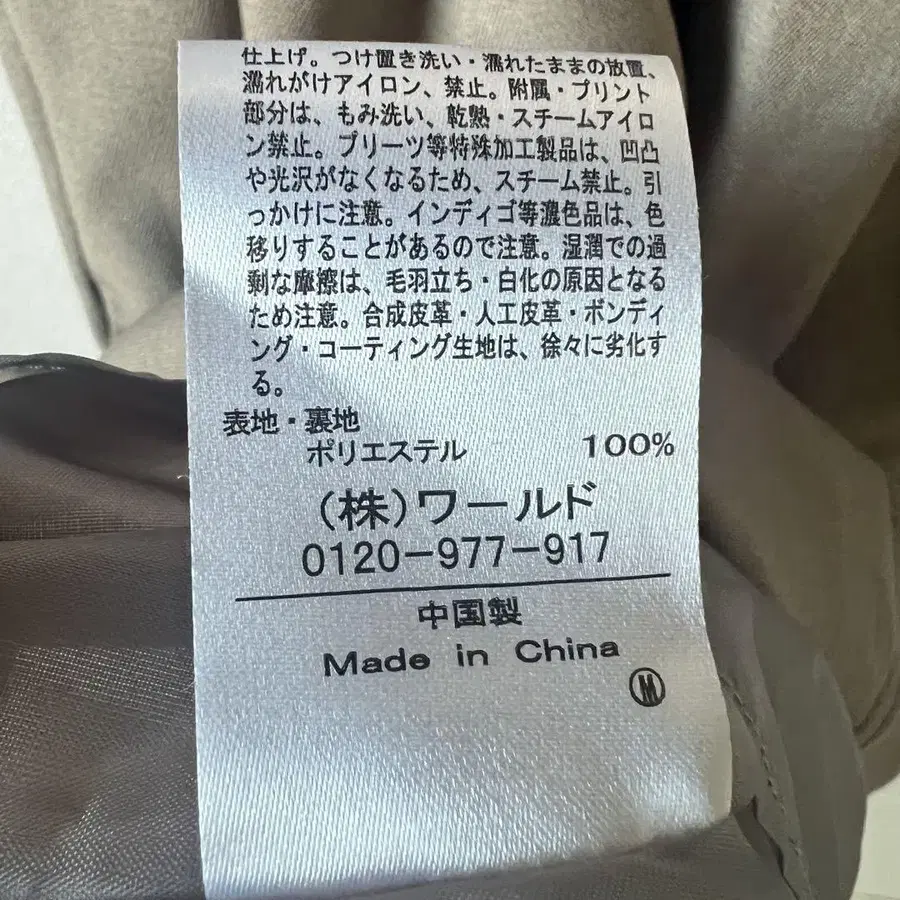 仕上げ。つけ置き洗い・濡れたままの放置、
濡れがけアイロン、禁止。附属・プリント
部分は、もみ洗い、乾熱・スチームアイロ
ン禁止。プリーツ等特殊加工製品は、凹凸
や光沢がなくなるため、スチーム禁止。引
っかけに注意。インディゴ等濃色品は、色
移りすることがあるので注意。湿潤での過
剰な摩擦は、毛羽立ち・白化の原因となる
ため注意。合成皮革・人工皮革・ボンディ
ング・コーティング生地は、徐々に劣化す
る。
表地・裏地
ポリエステル 100%
(株)ワールド
0120-977-917
中国製
Made in China
Ⓜ